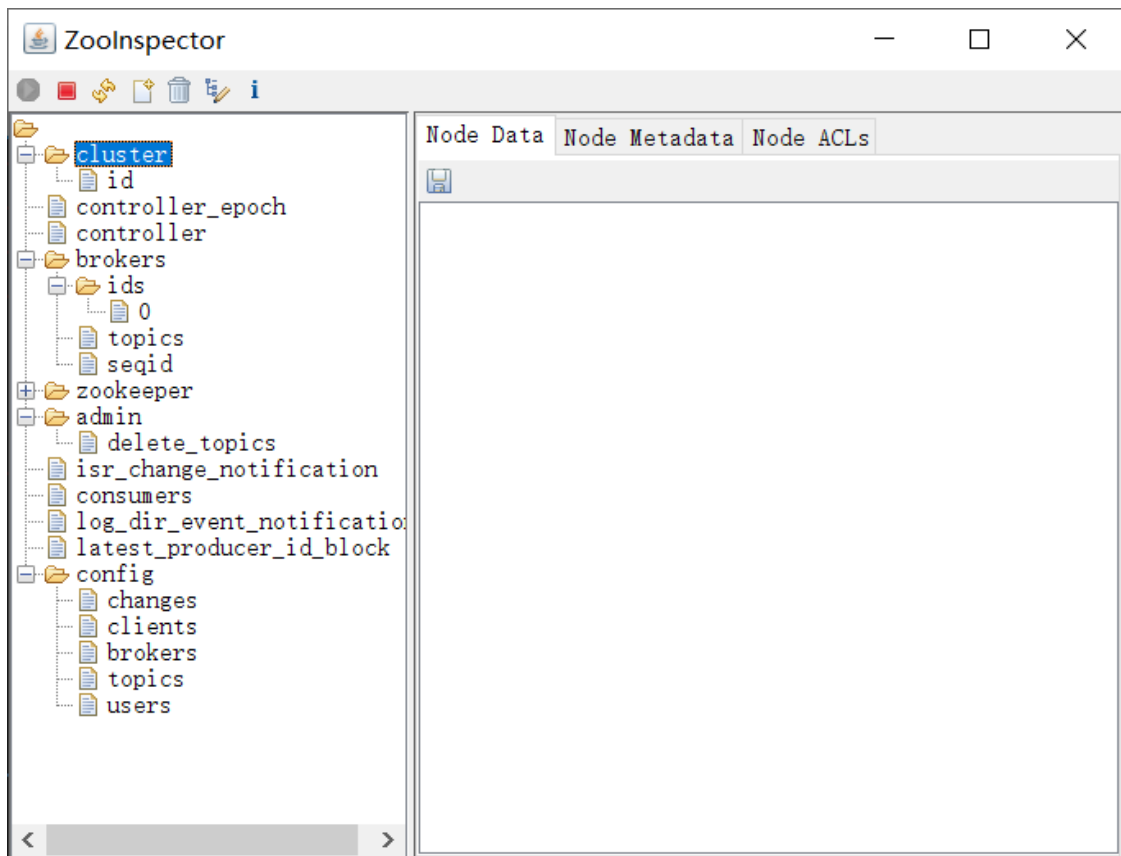 ZooInspector
Node Data Node Metadata Node ACLs
cluster
id
controller_epoch
controller
brokers
ids
0
topics
seqid
zookeeper
admin
delete_topics
isr_change_notification
consumers
log_dir_event_notificatio
latest_producer_id_block
config
changes
clients
brokers
topics
users